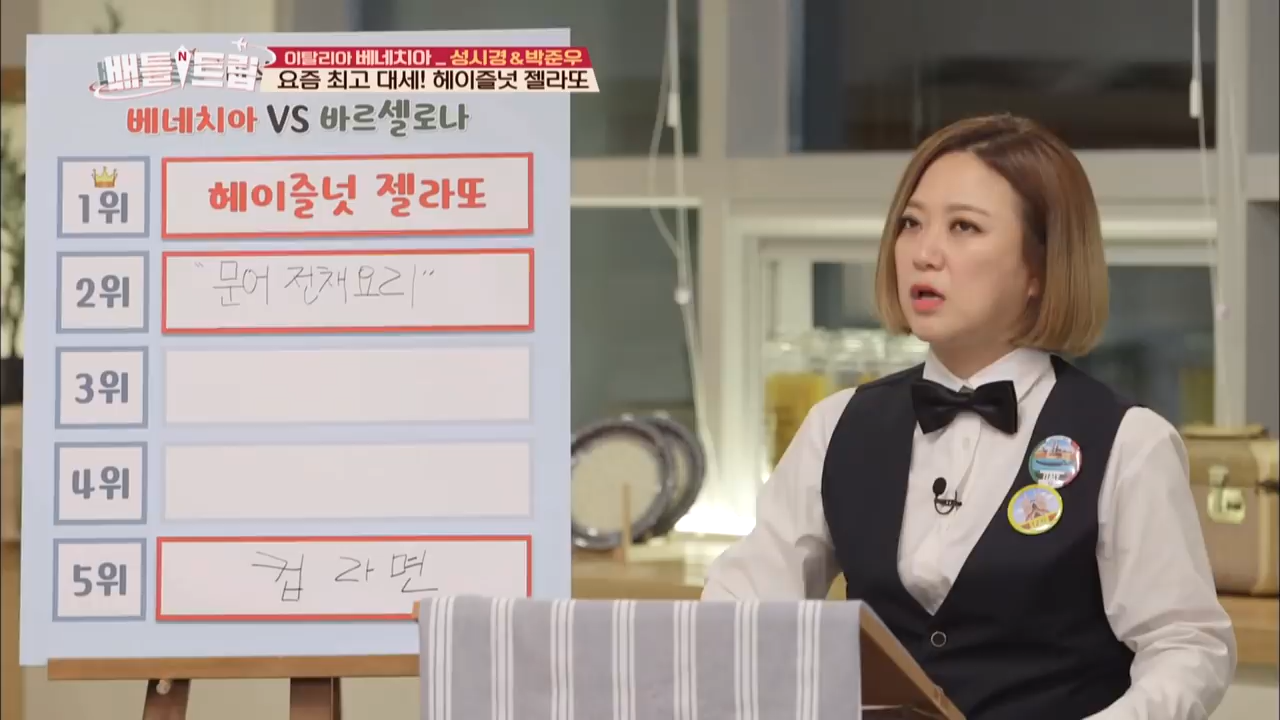 배틀트립
이탈리아 베네치아 _ 성시경&박준우
요즘 최고 대세! 헤이즐넛 젤라또
베네치아 VS 바르셀로나
1위 헤이즐넛 젤라또
2위 "문어 전채요리"
3위
4위
5위 컵라면